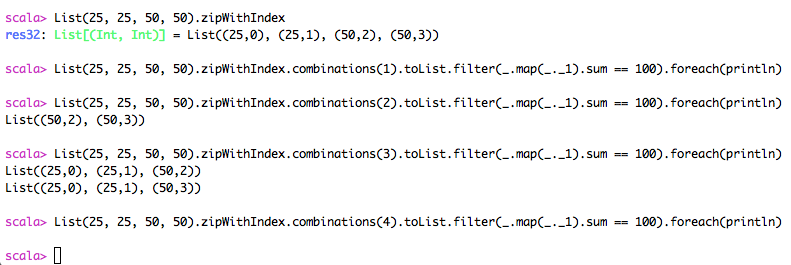 scala> List(25, 25, 50, 50).zipWithIndex
res32: List[(Int, Int)] = List((25,0), (25,1), (50,2), (50,3))
scala> List(25, 25, 50, 50).zipWithIndex.combinations(1).toList.filter(_.map(_._1).sum == 100).foreach(println)
scala> List(25, 25, 50, 50).zipWithIndex.combinations(2).toList.filter(_.map(_._1).sum == 100).foreach(println)
List((50,2), (50,3))
scala> List(25, 25, 50, 50).zipWithIndex.combinations(3).toList.filter(_.map(_._1).sum == 100).foreach(println)
List((25,0), (25,1), (50,2))
List((25,0), (25,1), (50,3))
scala> List(25, 25, 50, 50).zipWithIndex.combinations(4).toList.filter(_.map(_._1).sum == 100).foreach(println)
scala>